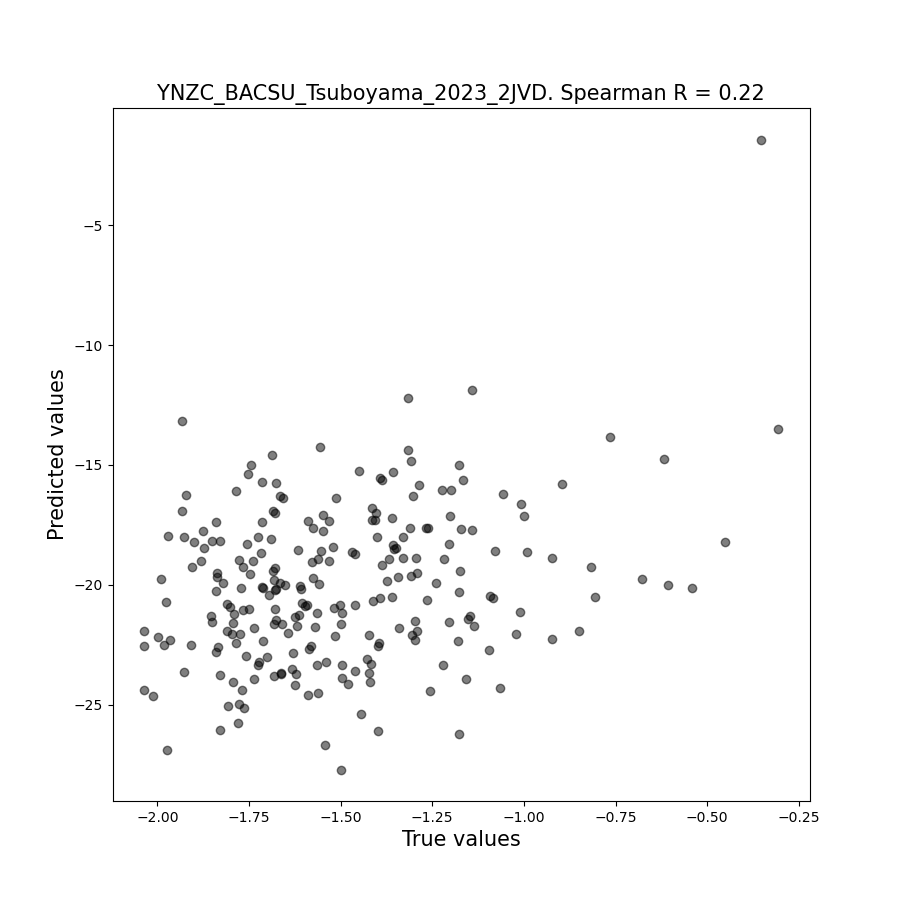 YNZC_BACSU_Tsuboyama_2023_2JVD. Spearman R = 0.22
Predicted values
−5
−10
−15
−20
−25
−2.00 −1.75 −1.50 −1.25 −1.00 −0.75 −0.50 −0.25
True values